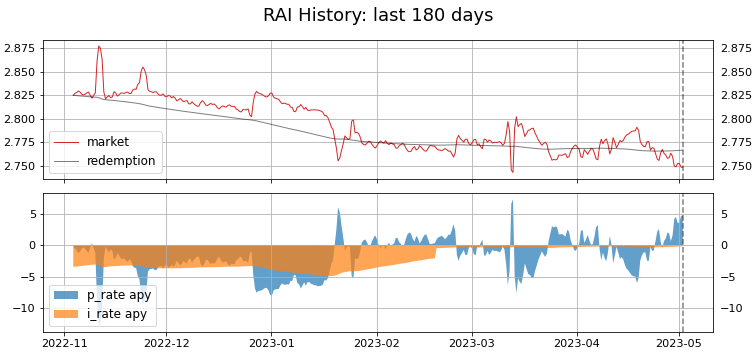 RAI History: last 180 days
2.875 2.875
2.850 2.850
2.825 2.825
2.800 2.800
2.775 2.775
2.750 2.750
market
redemption
5 5
0 0
−5 −5
−10 −10
p_rate apy
i_rate apy
2022-11 2022-12 2023-01 2023-02 2023-03 2023-04 2023-05